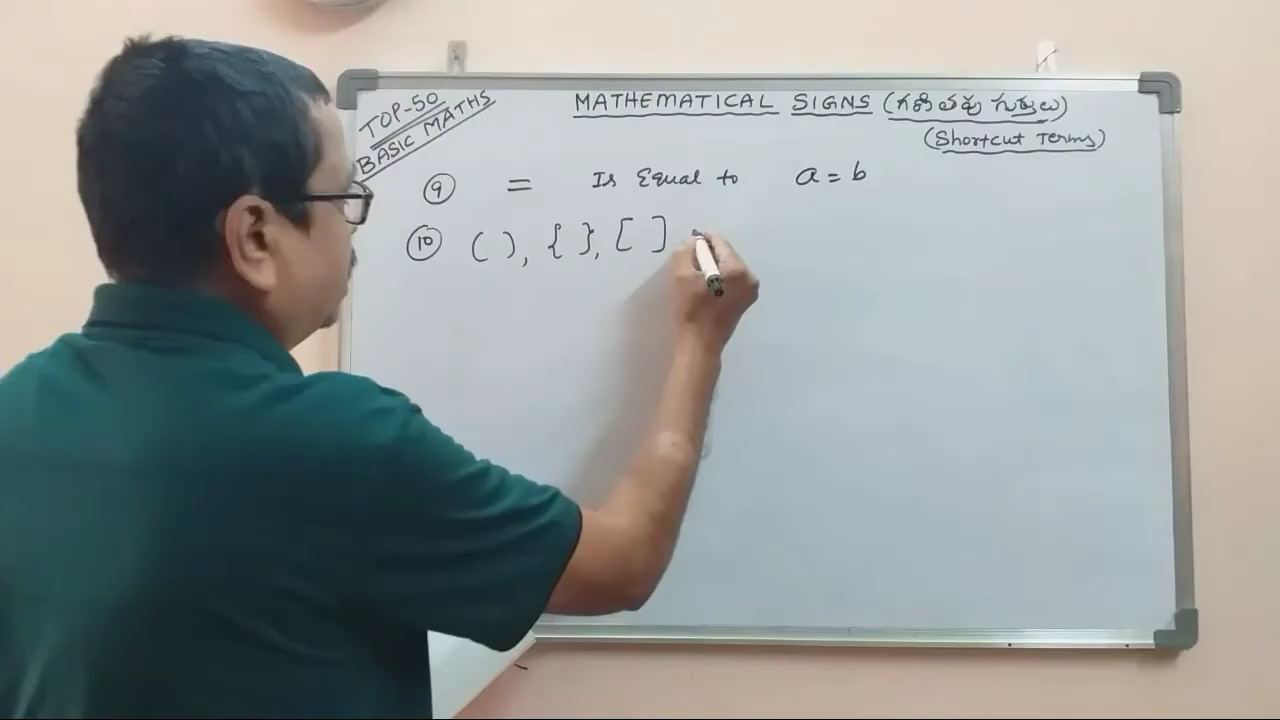 TOP-50
BASIC MATHS
MATHEMATICAL SIGNS (గణితపు గుర్తులు)
(Shortcut Terms)
9 = Is Equal to a = b
10 ( ), { }, [ ]